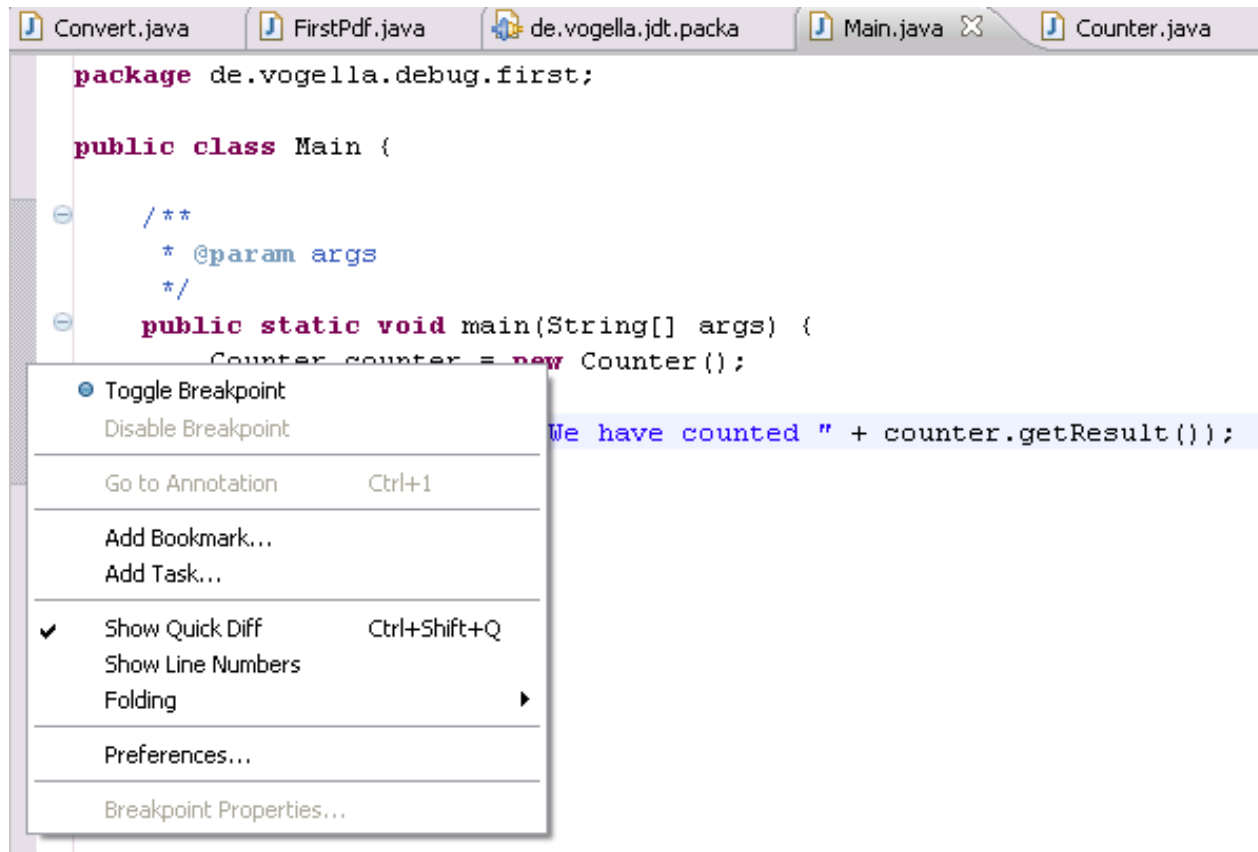 Convert.java FirstPdf.java de.vogella.jdt.packa Main.java Counter.java
package de.vogella.debug.first;
public class Main {
/**
* @param args
*/
public static void main(String[] args) {
Counter counter = new Counter();
We have counted " + counter.getResult());
Toggle Breakpoint
Disable Breakpoint
Go to Annotation Ctrl+1
Add Bookmark...
Add Task...
Show Quick Diff Ctrl+Shift+Q
Show Line Numbers
Folding
Preferences...
Breakpoint Properties...